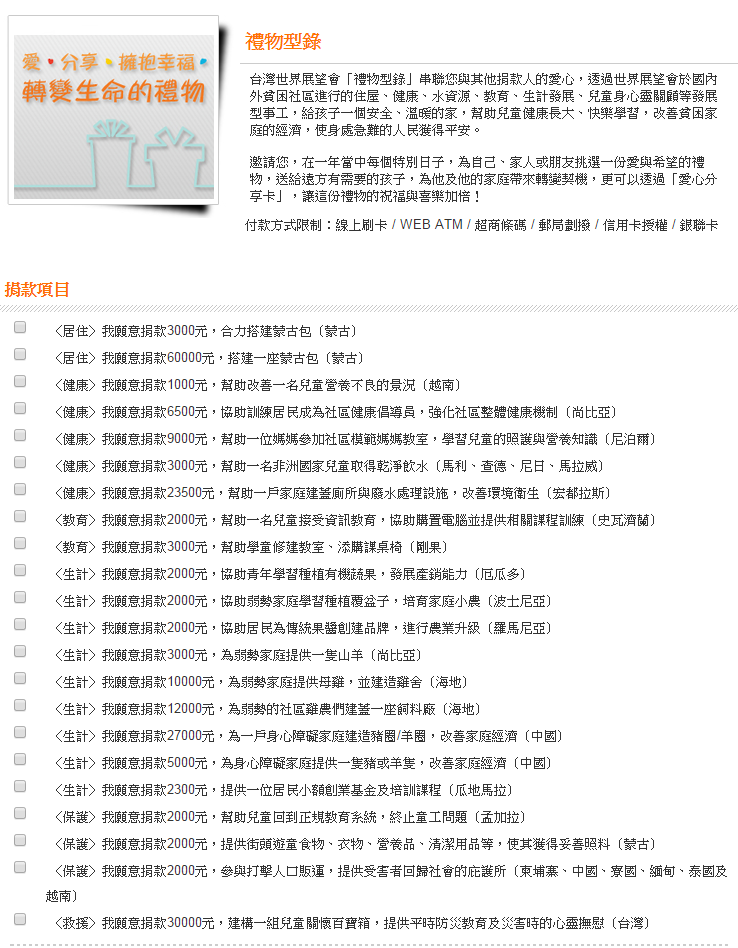 愛・分享・擁抱幸福・
轉變生命的禮物
禮物型錄
台灣世界展望會「禮物型錄」串聯您與其他捐款人的愛心，透過世界展望會於國內
外貧困社區進行的住屋、健康、水資源、教育、生計發展、兒童身心靈關顧等發展
型事工，給孩子一個安全、溫暖的家，幫助兒童健康長大、快樂學習，改善貧困家
庭的經濟，使身處急難的人民獲得平安。
邀請您，在一年當中每個特別日子，為自己、家人或朋友挑選一份愛與希望的禮
物，送給遠方有需要的孩子，為他及他的家庭帶來轉變契機，更可以透過「愛心分
享卡」，讓這份禮物的祝福與喜樂加倍！
付款方式限制：線上刷卡 / WEB ATM / 超商條碼 / 郵局劃撥 / 信用卡授權 / 銀聯卡
捐款項目
〈居住〉我願意捐款3000元，合力搭建蒙古包〔蒙古〕
〈居住〉我願意捐款60000元，搭建一座蒙古包〔蒙古〕
〈健康〉我願意捐款1000元，幫助改善一名兒童營養不良的景況〔越南〕
〈健康〉我願意捐款6500元，協助訓練居民成為社區健康倡導員，強化社區整體健康機制〔尚比亞〕
〈健康〉我願意捐款9000元，幫助一位媽媽參加社區模範媽媽教室，學習兒童的照護與營養知識〔尼泊爾〕
〈健康〉我願意捐款3000元，幫助一名非洲國家兒童取得乾淨飲水〔馬利、查德、尼日、馬拉威〕
〈健康〉我願意捐款23500元，幫助一戶家庭建蓋廁所與廢水處理設施，改善環境衛生〔宏都拉斯〕
〈教育〉我願意捐款2000元，幫助一名兒童接受資訊教育，協助購置電腦並提供相關課程訓練〔史瓦濟蘭〕
〈教育〉我願意捐款3000元，幫助學童修建教室、添購課桌椅〔剛果〕
〈生計〉我願意捐款2000元，協助青年學習種植有機蔬果，發展產銷能力〔厄瓜多〕
〈生計〉我願意捐款2000元，協助弱勢家庭學習種植覆盆子，培育家庭小農〔波士尼亞〕
〈生計〉我願意捐款2000元，協助居民為傳統果醬創建品牌，進行農業升級〔羅馬尼亞〕
〈生計〉我願意捐款3000元，為弱勢家庭提供一隻山羊〔尚比亞〕
〈生計〉我願意捐款10000元，為弱勢家庭提供母雞，並建造雞舍〔海地〕
〈生計〉我願意捐款12000元，為弱勢的社區雞農們建蓋一座飼料廠〔海地〕
〈生計〉我願意捐款27000元，為一戶身心障礙家庭建造豬圈/羊圈，改善家庭經濟〔中國〕
〈生計〉我願意捐款5000元，為身心障礙家庭提供一隻豬或羊隻，改善家庭經濟〔中國〕
〈生計〉我願意捐款2300元，提供一位居民小額創業基金及培訓課程〔瓜地馬拉〕
〈保護〉我願意捐款2000元，幫助兒童回到正規教育系統，終止童工問題〔孟加拉〕
〈保護〉我願意捐款2000元，提供街頭遊童食物、衣物、營養品、清潔用品等，使其獲得妥善照料〔蒙古〕
〈保護〉我願意捐款2000元，參與打擊人口販運，提供受害者回歸社會的庇護所〔柬埔寨、中國、寮國、緬甸、泰國及
越南〕
〈救援〉我願意捐款30000元，建構一組兒童關懷百寶箱，提供平時防災教育及災害時的心靈撫慰〔台灣〕